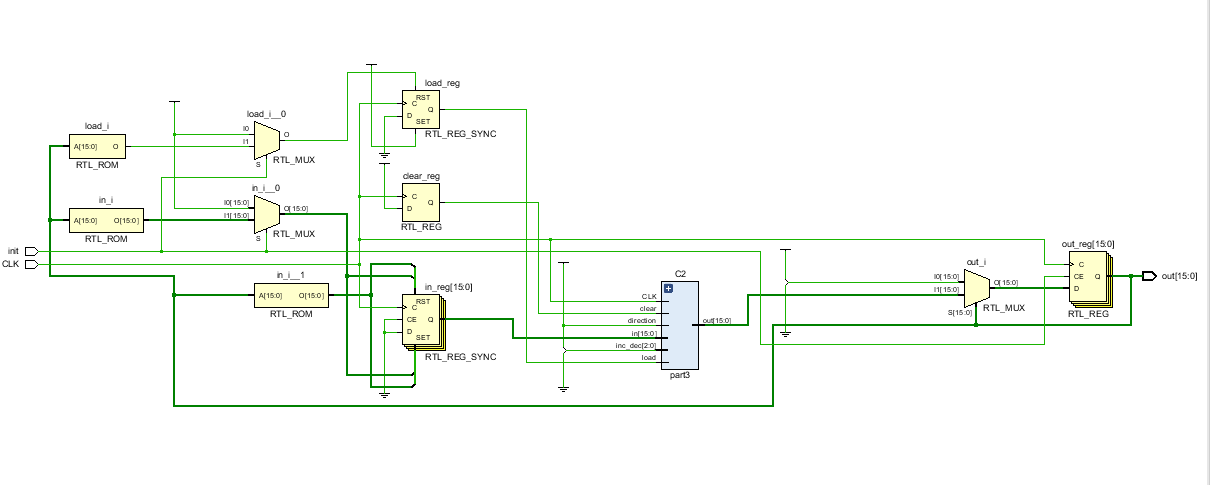 load_i
A[15:0] O
RTL_ROM
load_i__0
I0
I1
S
O
RTL_MUX
load_reg
RST
C
D
SET
Q
RTL_REG_SYNC
clear_reg
C
D
Q
RTL_REG
in_i
A[15:0] O[15:0]
RTL_ROM
in_i__0
I0[15:0]
I1[15:0]
S
O[15:0]
RTL_MUX
init
CLK
in_i__1
A[15:0] O[15:0]
RTL_ROM
in_reg[15:0]
RST
C
CE
D
SET
Q
RTL_REG_SYNC
C2
CLK
clear
direction
in[15:0]
inc_dec[2:0]
load
out[15:0]
part3
out_i
I0[15:0]
I1[15:0]
S[15:0]
O[15:0]
RTL_MUX
out_reg[15:0]
C
CE
D
Q
RTL_REG
out[15:0]